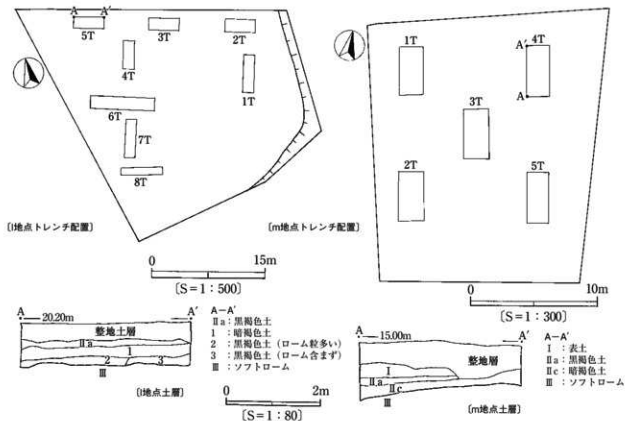 A A′
5T
3T
2T
4T
1T
6T
7T
8T
〔l地点トレンチ配置〕
0 15m
〔S＝1：500〕
1T
A′ 4T
3T
A
2T
5T
〔m地点トレンチ配置〕
0 10m
〔S＝1：300〕
A 20.20m A′
整地土層
Ⅱa
1
2 3
Ⅲ
〔l地点土層〕
A－A′
Ⅱa：黒褐色土
1 ：暗褐色土
2 ：黒褐色土（ローム粒多い）
3 ：黒褐色土（ローム含まず）
Ⅲ ：ソフトローム
0 2m
〔S＝1：80〕
A 15.00m A′
整地層
Ⅰ
Ⅱa
Ⅱc
Ⅲ
〔m地点土層〕
A－A′
Ⅰ ：表土
Ⅱa：黒褐色土
Ⅱc：暗褐色土
Ⅲ ：ソフトローム